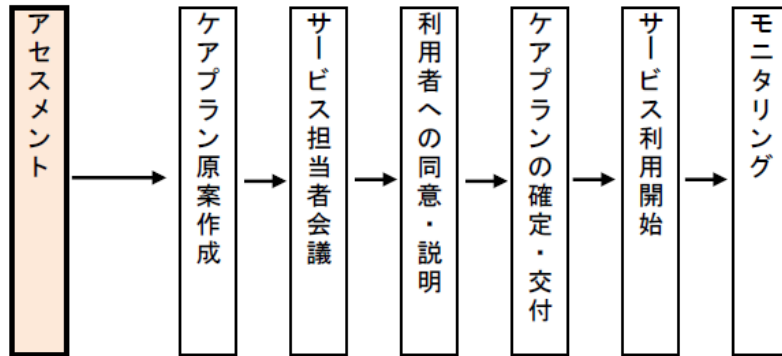 アセスメント
ケアプラン原案作成
サービス担当者会議
利用者への同意・説明
ケアプランの確定・交付
サービス利用開始
モニタリング